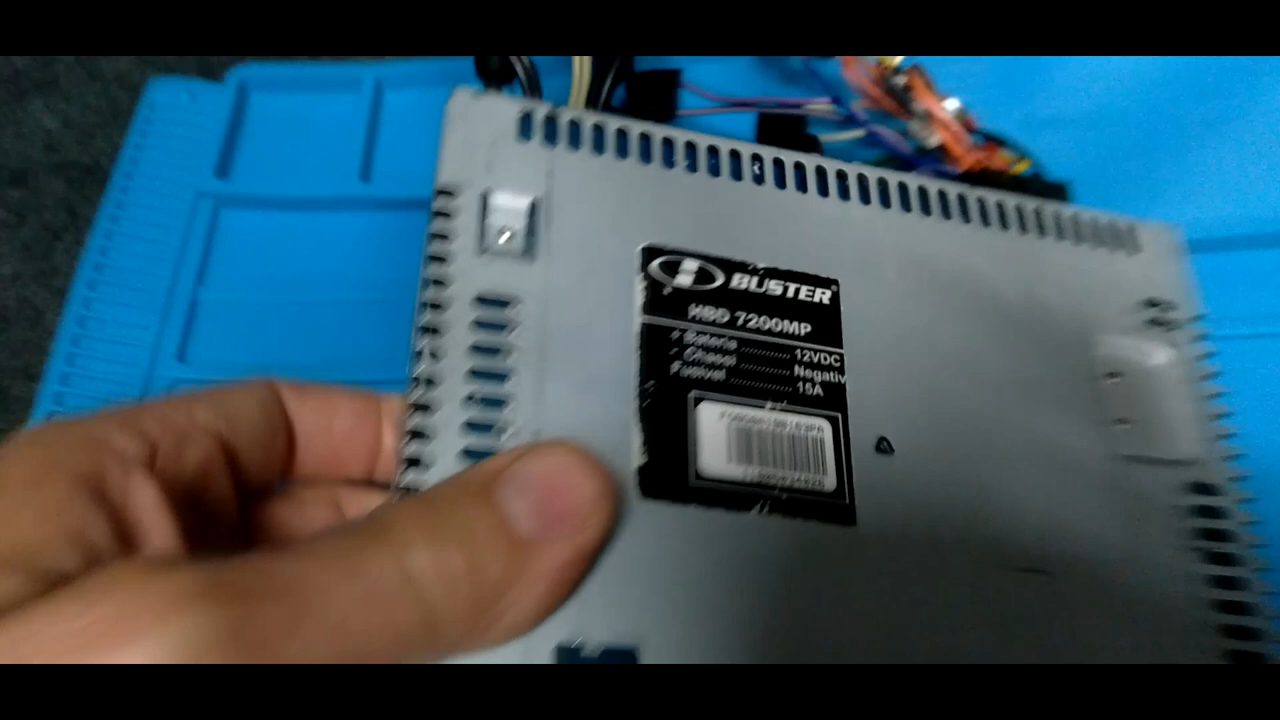 BUSTER
HBD 7200MP
Bateria ............ 12VDC
Chassi ............ Negativ
Fusível ............ 15A